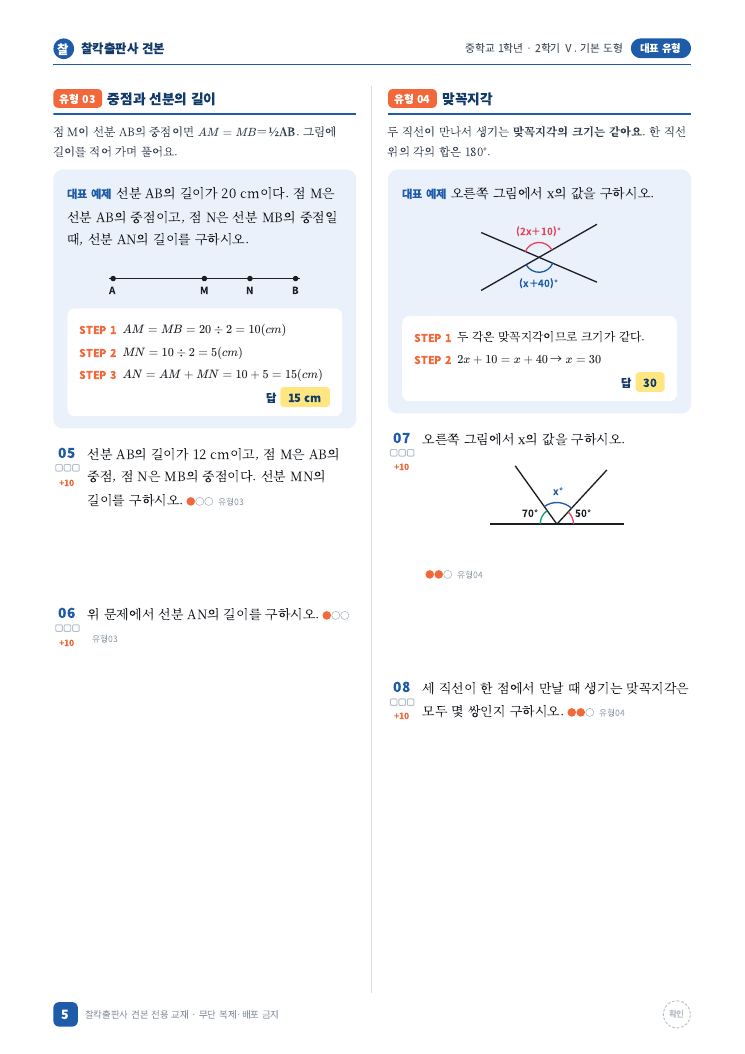 찰 찰칵출판사 견본
중학교 1학년 · 2학기 Ⅴ. 기본 도형 대표 유형
유형 03 중점과 선분의 길이
점 M이 선분 AB의 중점이면 AM = MB=½AB. 그림에
길이를 적어 가며 풀어요.
대표 예제 선분 AB의 길이가 20 cm이다. 점 M은
선분 AB의 중점이고, 점 N은 선분 MB의 중점일
때, 선분 AN의 길이를 구하시오.
A M N B
STEP 1 AM = MB = 20 ÷ 2 = 10(cm)
STEP 2 MN = 10 ÷ 2 = 5(cm)
STEP 3 AN = AM + MN = 10 + 5 = 15(cm)
답 15 cm
05 선분 AB의 길이가 12 cm이고, 점 M은 AB의
중점, 점 N은 MB의 중점이다. 선분 MN의
+10 길이를 구하시오. 유형03
06 위 문제에서 선분 AN의 길이를 구하시오.
+10 유형03
유형 04 맞꼭지각
두 직선이 만나서 생기는 맞꼭지각의 크기는 같아요. 한 직선
위의 각의 합은 180°.
대표 예제 오른쪽 그림에서 x의 값을 구하시오.
(2x+10)°
(x+40)°
STEP 1 두 각은 맞꼭지각이므로 크기가 같다.
STEP 2 2x + 10 = x + 40 → x = 30
답 30
07 오른쪽 그림에서 x의 값을 구하시오.
+10
x°
70° 50°
유형04
08 세 직선이 한 점에서 만날 때 생기는 맞꼭지각은
모두 몇 쌍인지 구하시오. 유형04
+10
5 찰칵출판사 견본 전용 교재 · 무단 복제·배포 금지
확인